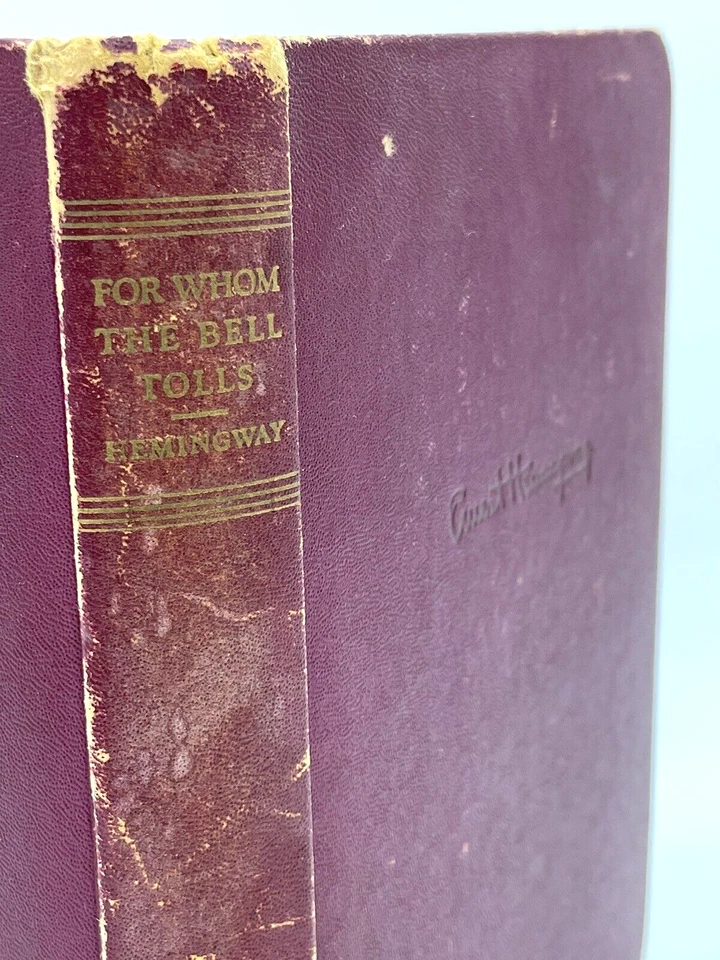 FOR WHOM
THE BELL
TOLLS
HEMINGWAY
Ernest Hemingway